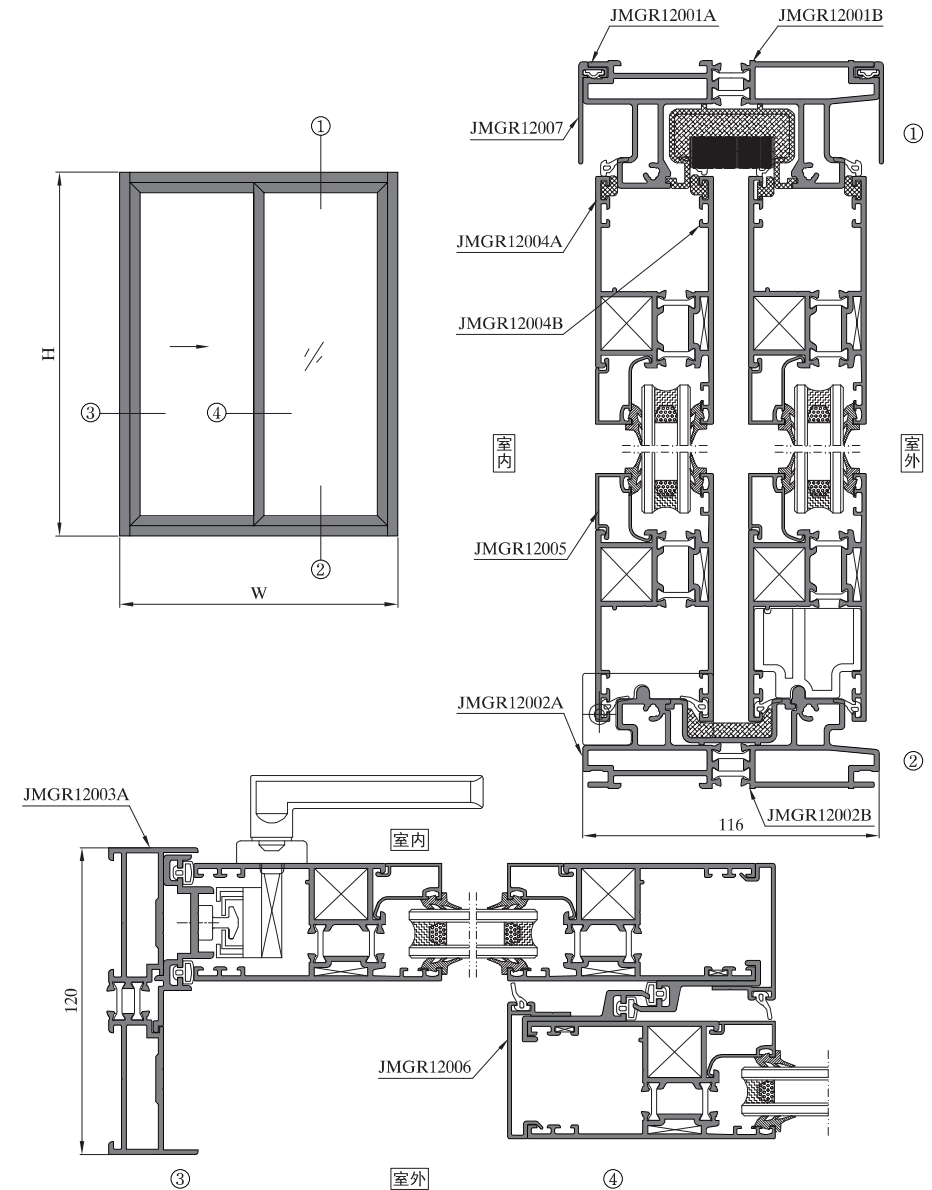 JMGR12001A
JMGR12001B
JMGR12007
①
①
JMGR12004A
JMGR12004B
H
③
④
室内
室外
JMGR12005
②
W
JMGR12002A
②
JMGR12002B
116
JMGR12003A
室内
120
JMGR12006
③
室外
④